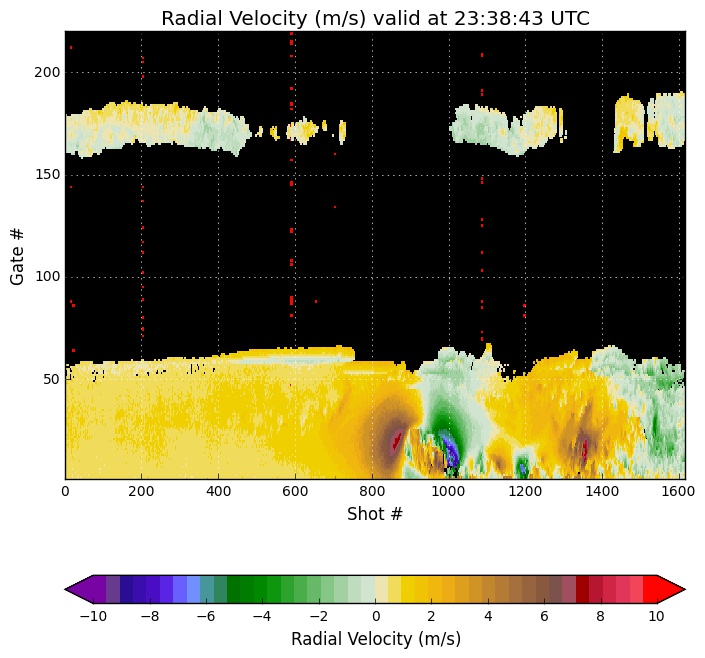 Radial Velocity (m/s) valid at 23:38:43 UTC
200
150
100
50
Gate #
0 200 400 600 800 1000 1200 1400 1600
Shot #
−10 −8 −6 −4 −2 0 2 4 6 8 10
Radial Velocity (m/s)